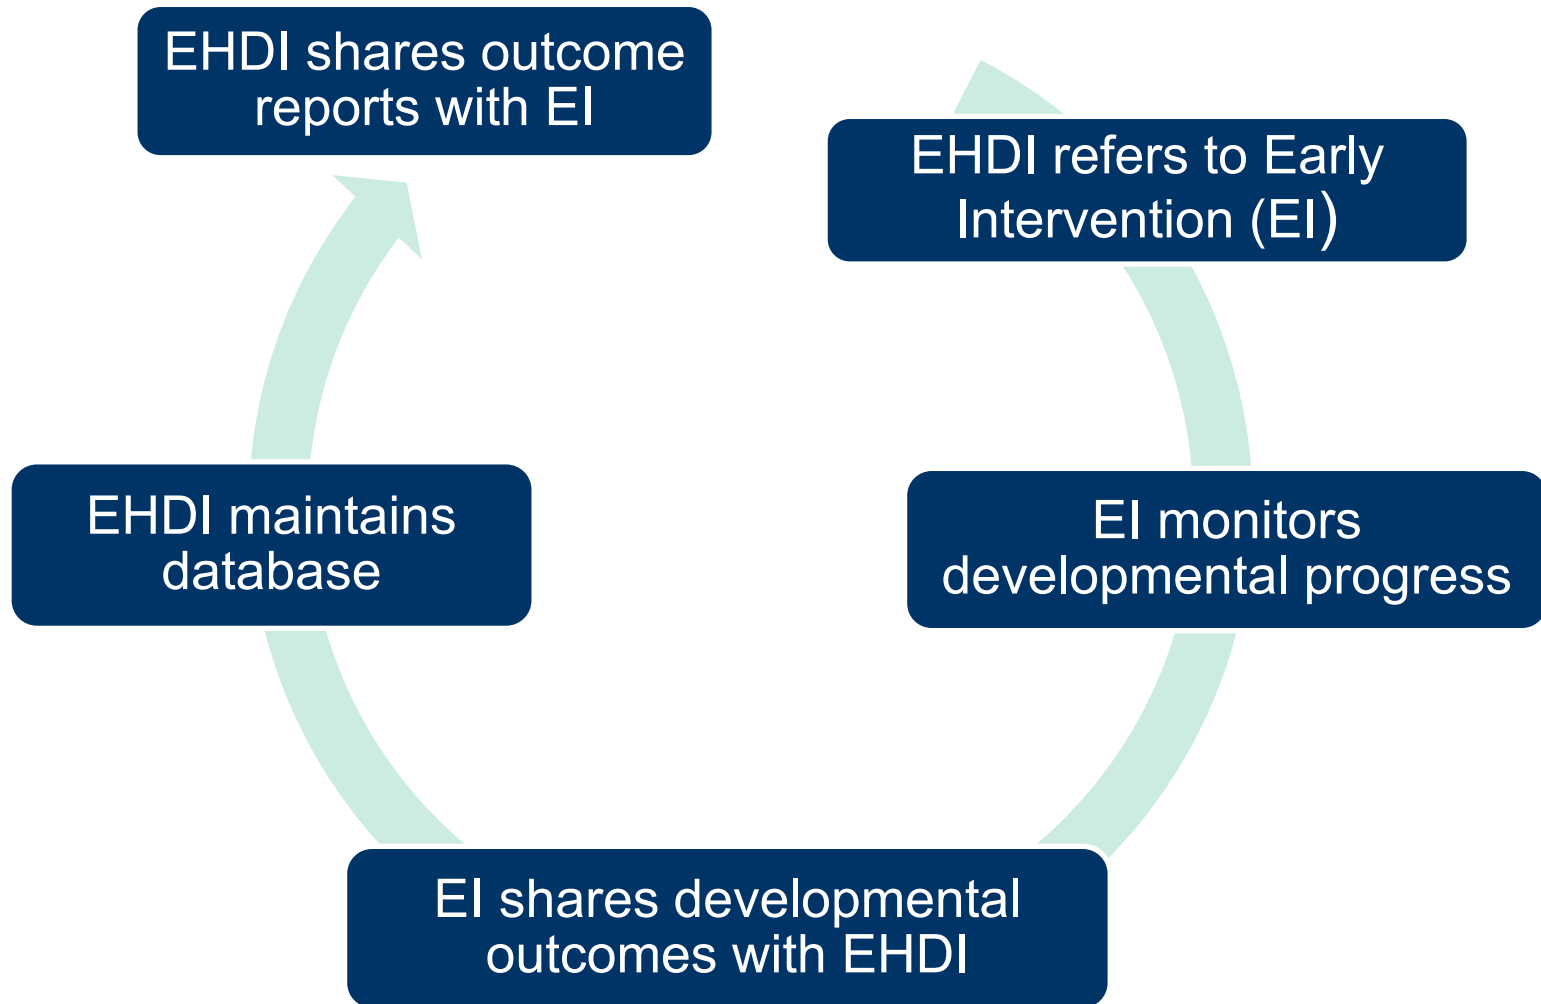 EHDI shares outcome
reports with EI
EHDI refers to Early
Intervention (EI)
EI monitors
developmental progress
EI shares developmental
outcomes with EHDI
EHDI maintains
database